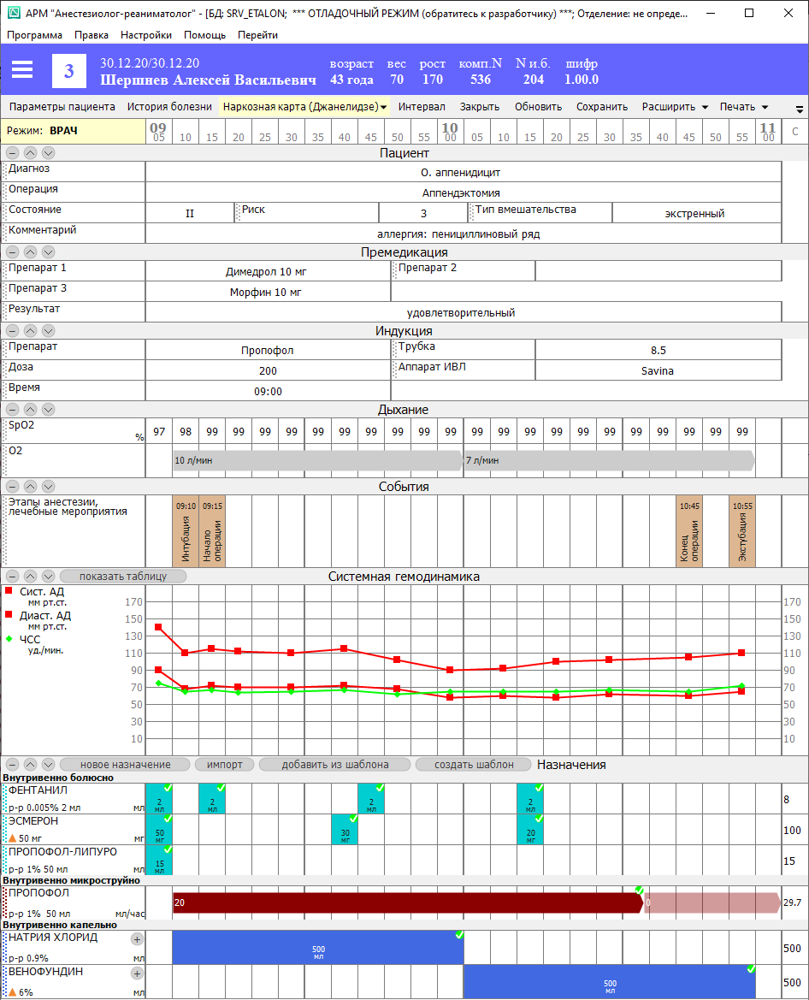 АРМ "Анестезиолог-реаниматолог" - [БД: SRV_ETALON; *** ОТЛАДОЧНЫЙ РЕЖИМ (обратитесь к разработчику) ***; Отделение: не опреде...
Программа Правка Настройки Помощь Перейти
3 30.12.20/30.12.20 возраст вес рост комп.N N и.б. шифр
Шершнев Алексей Васильевич 43 года 70 170 536 204 1.00.0
Параметры пациента История болезни Наркозная карта (Джанелидзе) Интервал Закрыть Обновить Сохранить Расширить Печать
Режим: ВРАЧ 09 05 10 15 20 25 30 35 40 45 50 55 10 00 05 10 15 20 25 30 35 40 45 50 55 11 00 С
Пациент
Диагноз О. аппенидицит
Операция Аппендэктомия
Состояние II Риск 3 Тип вмешательства экстренный
Комментарий аллергия: пенициллиновый ряд
Премедикация
Препарат 1 Димедрол 10 мг Препарат 2
Препарат 3 Морфин 10 мг
Результат удовлетворительный
Индукция
Препарат Пропофол Трубка 8.5
Доза 200 Аппарат ИВЛ Savina
Время 09:00
Дыхание
SpO2 % 97 98 99 99 99 99 99 99 99 99 99 99 99 99 99 99 99 99 99 99 99 99 99
O2 10 л/мин 7 л/мин
События
Этапы анестезии,
лечебные мероприятия
09:10 Интубация
09:15 Начало операции
10:45 Конец операции
10:55 Экстубация
показать таблицу Системная гемодинамика
Сист. АД
мм рт.ст.
Диаст. АД
мм рт.ст.
ЧСС
уд./мин.
170 170
150 150
130 130
110 110
90 90
70 70
50 50
30 30
10 10
новое назначение импорт добавить из шаблона создать шаблон Назначения
Внутривенно болюсно
ФЕНТАНИЛ
р-р 0.005% 2 мл мл 2 мл 2 мл 2 мл 2 мл 8
ЭСМЕРОН
50 мг мг 50 мг 30 мг 20 мг 100
ПРОПОФОЛ-ЛИПУРО
р-р 1% 50 мл мл 15 мл 15
Внутривенно микроструйно
ПРОПОФОЛ 20 0 29.7
р-р 1% 50 мл мл/час
Внутривенно капельно
НАТРИЯ ХЛОРИД +
р-р 0.9% мл 500 мл 500
ВЕНОФУНДИН +
6% мл 500 мл 500